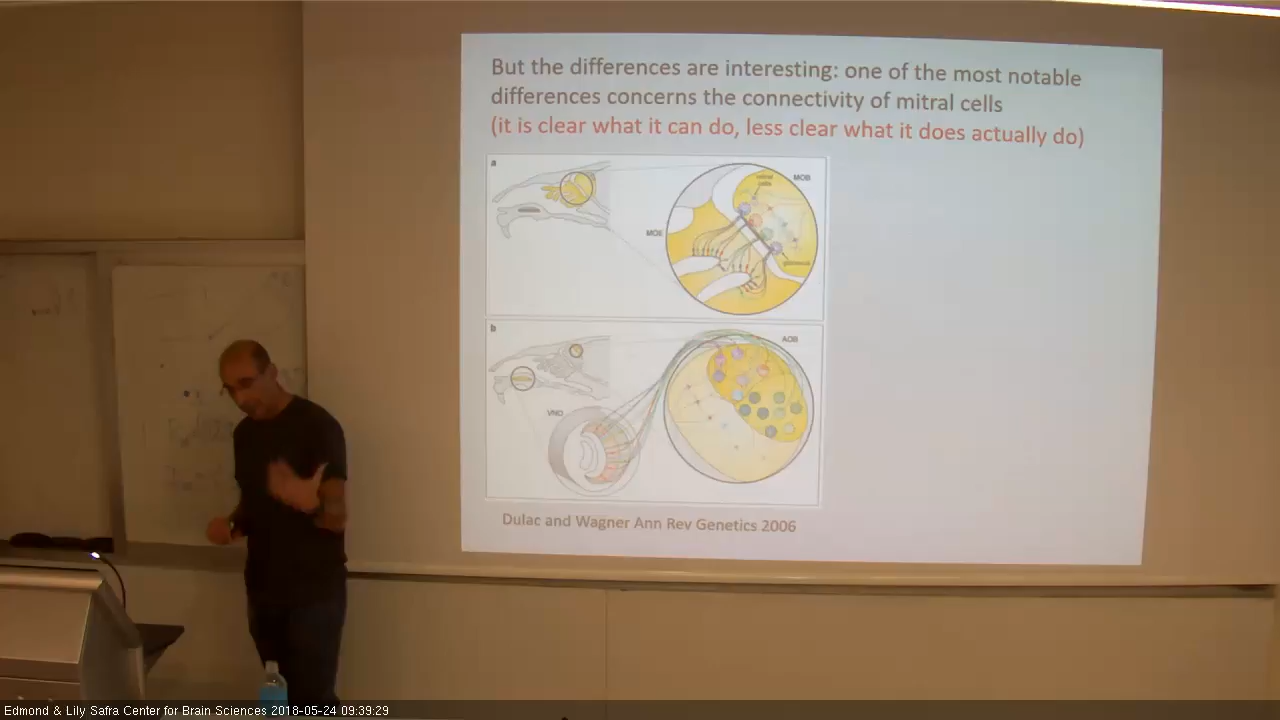 But the differences are interesting: one of the most notable
differences concerns the connectivity of mitral cells
(it is clear what it can do, less clear what it does actually do)
a
MOB
MOE
b
AOB
VNO
Dulac and Wagner Ann Rev Genetics 2006
Edmond & Lily Safra Center for Brain Sciences 2018-05-24 09:39:29